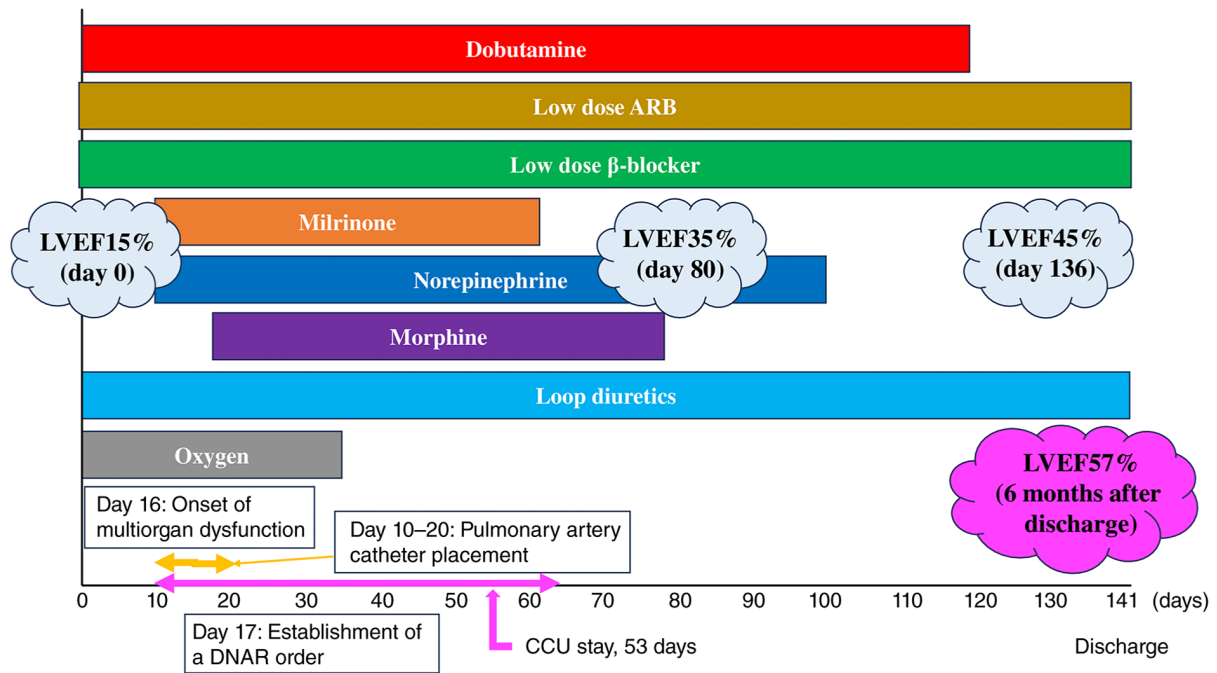 Dobutamine
Low dose ARB
Low dose β-blocker
Milrinone
LVEF15%
(day 0)
LVEF35%
(day 80)
LVEF45%
(day 136)
Norepinephrine
Morphine
Loop diuretics
Oxygen
LVEF57%
(6 months after
discharge)
Day 16: Onset of
multiorgan dysfunction
Day 10–20: Pulmonary artery
catheter placement
0 10 20 30 40 50 60 70 80 90 100 110 120 130 141 (days)
Day 17: Establishment of
a DNAR order
CCU stay, 53 days
Discharge